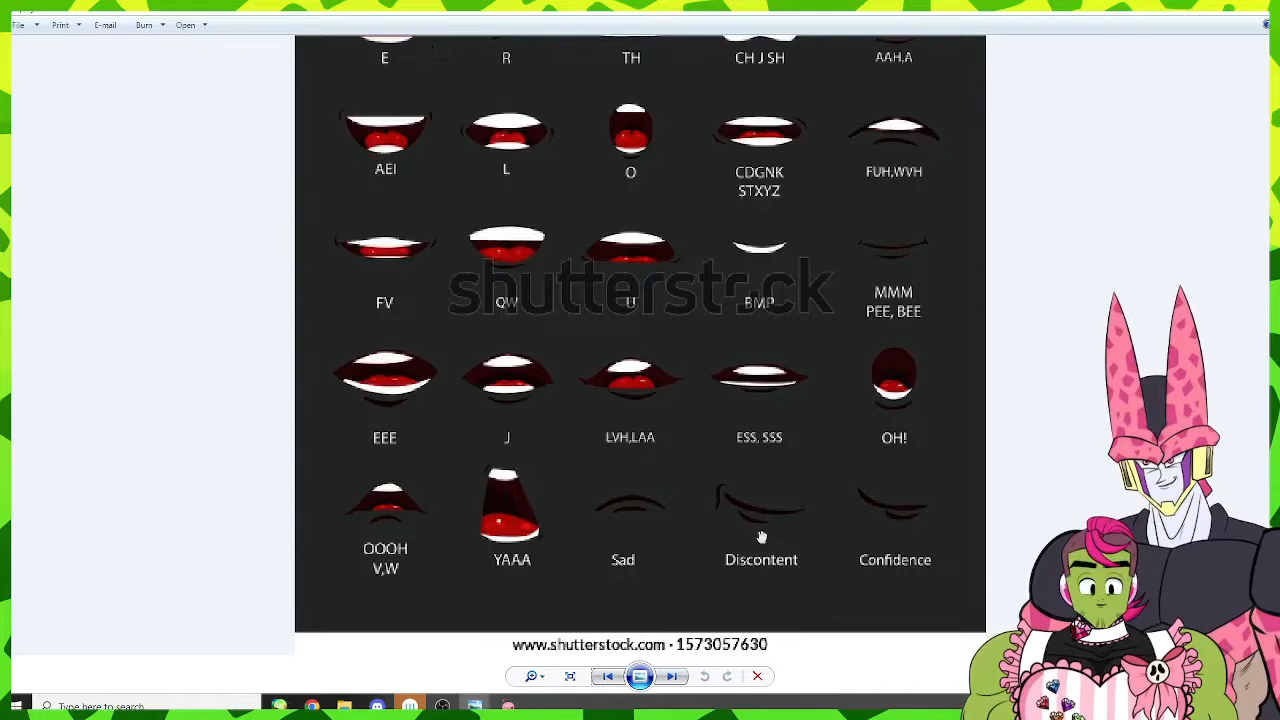 File Print E-mail Burn Open
E R TH CH J SH AAH,A
AEI L O CDGNK STXYZ FUH,WVH
FV QW U BMP MMM PEE, BEE
shutterstock
EEE J LVH,LAA ESS, SSS OH!
OOOH V,W YAAA Sad Discontent Confidence
www.shutterstock.com · 1573057630
Type here to search